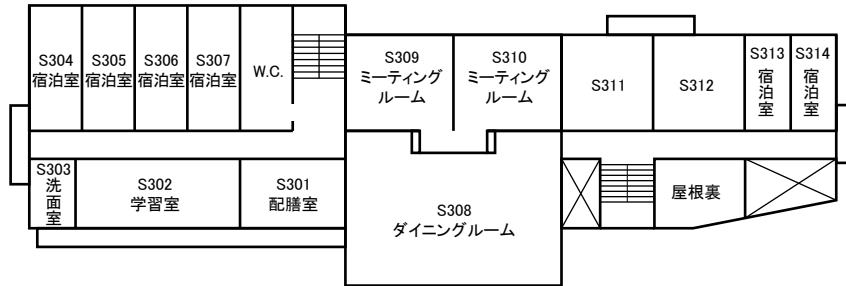 S304
宿泊室
S305
宿泊室
S306
宿泊室
S307
宿泊室
W.C.
S309
ミーティング
ルーム
S310
ミーティング
ルーム
S311
S312
S313
宿泊室
S314
宿泊室
S303
洗面室
S302
学習室
S301
配膳室
S308
ダイニングルーム
屋根裏